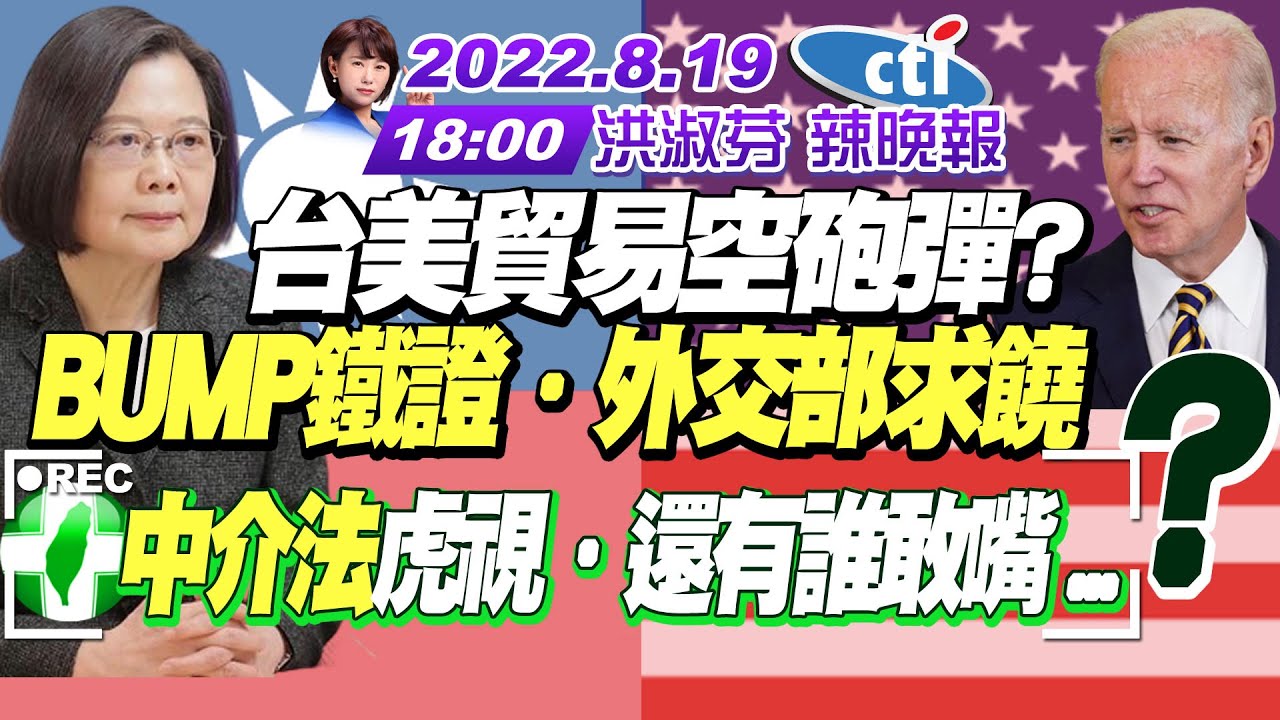 2022.8.19
cti
18:00 洪淑芬 辣晚報
台美貿易空砲彈?
BUMP鐵證·外交部求饒
REC
中介法虎視·還有誰敢嘴...?